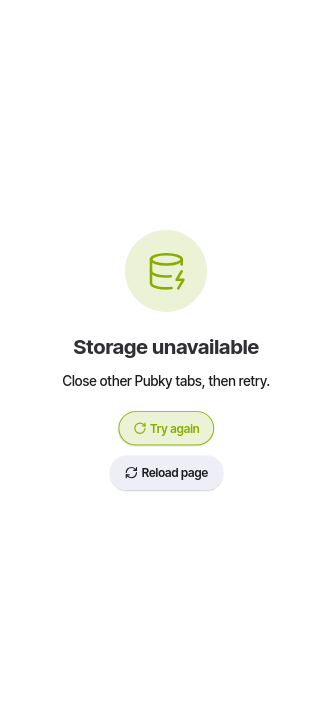 Storage unavailable
Close other Pubky tabs, then retry.
Try again
Reload page